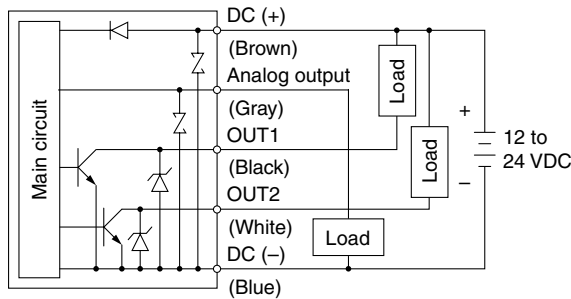 DC (+)
(Brown)
Analog output
(Gray)
OUT1
(Black)
OUT2
(White)
DC (–)
(Blue)
Main circuit
Load
Load
Load
+
12 to
24 VDC
–